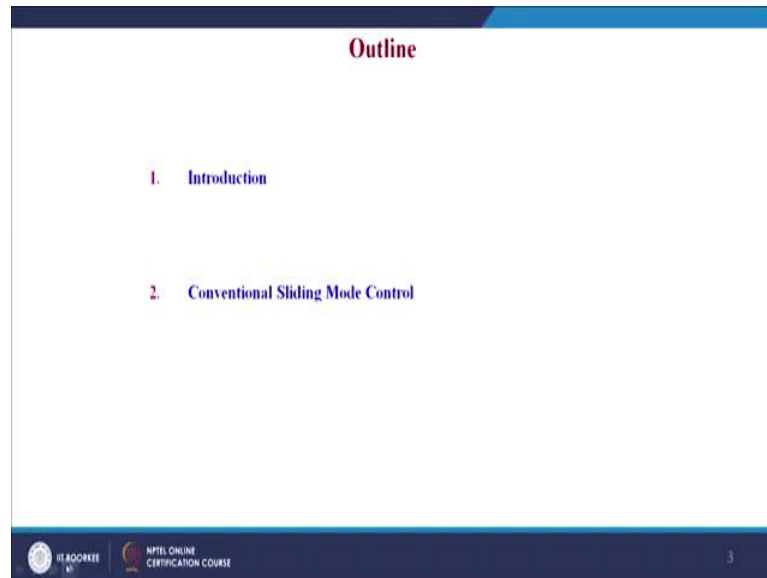 Outline
1. Introduction
2. Conventional Sliding Mode Control
IIT ROORKEE
NPTEL ONLINE
CERTIFICATION COURSE
3